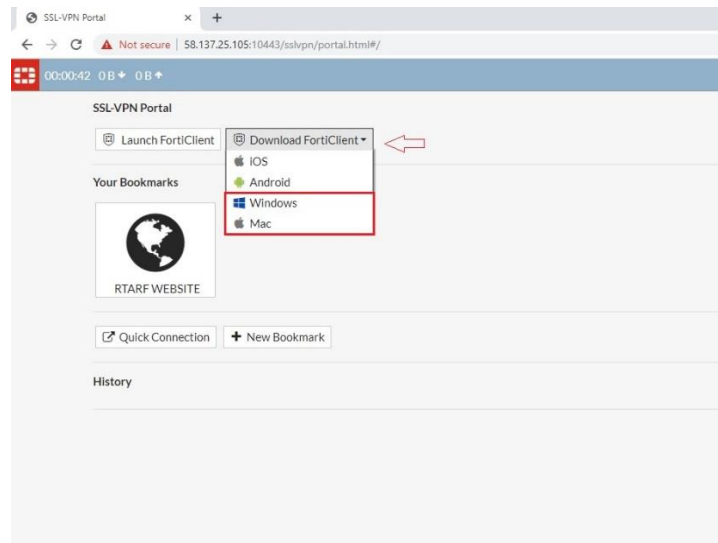 SSL-VPN Portal
Not secure | 58.137.25.105:10443/sslvpn/portal.html#/
00:00:42 0 B 0 B
SSL-VPN Portal
Launch FortiClient Download FortiClient
iOS
Android
Windows
Mac
Your Bookmarks
RTARF WEBSITE
Quick Connection New Bookmark
History